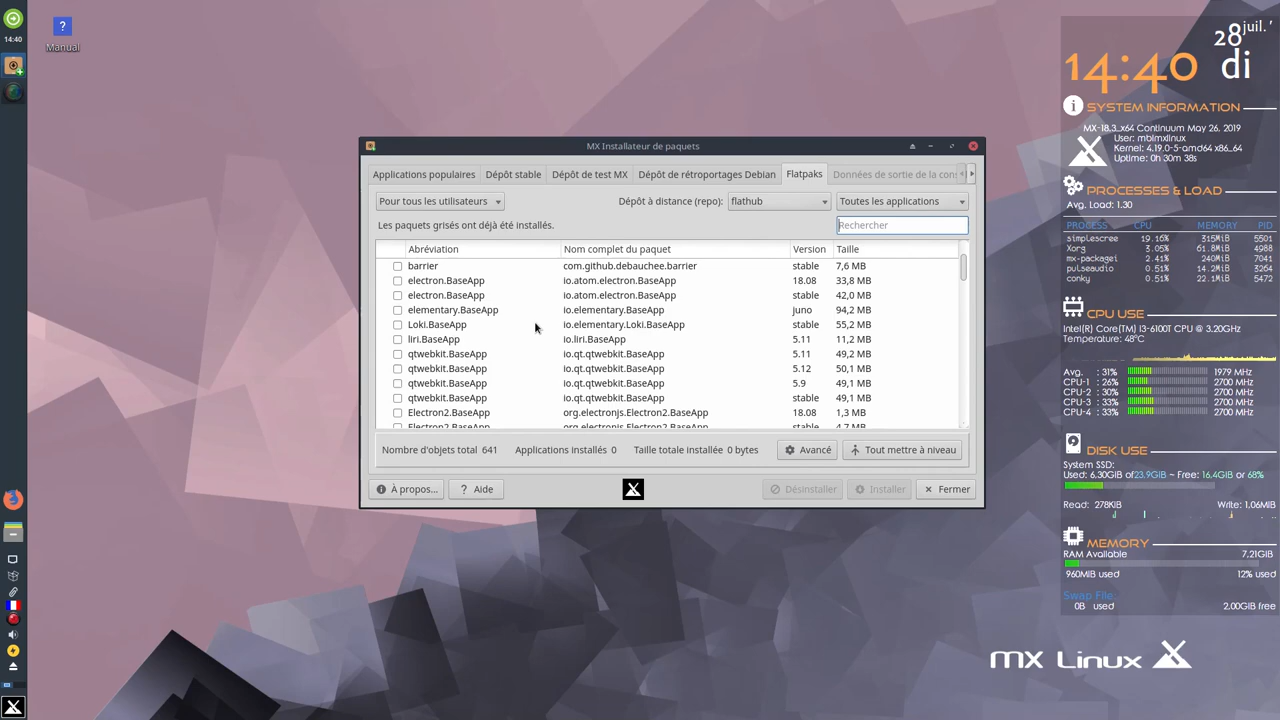 14:40
Manual
MX Installateur de paquets
Applications populaires Dépôt stable Dépôt de test MX Dépôt de rétroportages Debian Flatpaks Données de sortie de la cons
Pour tous les utilisateurs Dépôt à distance (repo): flathub Toutes les applications
Les paquets grisés ont déjà été installés. Rechercher
Abréviation Nom complet du paquet Version Taille
barrier com.github.debauchee.barrier stable 7,6 MB
electron.BaseApp io.atom.electron.BaseApp 18.08 33,8 MB
electron.BaseApp io.atom.electron.BaseApp stable 42,0 MB
elementary.BaseApp io.elementary.BaseApp juno 94,2 MB
Loki.BaseApp io.elementary.Loki.BaseApp stable 55,2 MB
liri.BaseApp io.liri.BaseApp 5.11 11,2 MB
qtwebkit.BaseApp io.qt.qtwebkit.BaseApp 5.11 49,2 MB
qtwebkit.BaseApp io.qt.qtwebkit.BaseApp 5.12 50,1 MB
qtwebkit.BaseApp io.qt.qtwebkit.BaseApp 5.9 49,1 MB
qtwebkit.BaseApp io.qt.qtwebkit.BaseApp stable 49,1 MB
Electron2.BaseApp org.electronjs.Electron2.BaseApp 18.08 1,3 MB
Electron2.BaseApp org.electronjs.Electron2.BaseApp stable 4,7 MB
Nombre d'objets total 641 Applications installés 0 Taille totale installée 0 bytes Avancé Tout mettre à niveau
À propos... Aide Désinstaller Installer Fermer
28 juil.'
14:40 di
SYSTEM INFORMATION
MX-18.3_x64 Continuum May 26, 2019
User: mblmxlinux
Kernel: 4.19.0-5-amd64 x86_64
Uptime: 0h 30m 38s
PROCESSES & LOAD
Avg. Load: 1.30
PROCESS CPU MEMORY PID
simplescree 19.16% 315MiB 5501
Xorg 3.05% 61.8MiB 4988
mx-packagei 2.41% 240MiB 7041
pulseaudio 0.51% 14.2MiB 3264
conky 0.51% 22.1MiB 5472
CPU USE
Intel(R) Core(TM) i3-6100T CPU @ 3.20GHz
Temperature: 48°C
Avg. : 31% 1979 MHz
CPU-1 : 26% 2700 MHz
CPU-2 : 30% 2700 MHz
CPU-3 : 33% 2700 MHz
CPU-4 : 33% 2700 MHz
DISK USE
System SSD:
Used: 6.30GiB of23.9GiB ~ Free: 16.4GiB or 68%
Read: 278KiB Write: 1.06MiB
MEMORY
RAM Available 7.21GiB
960MiB used 12% used
Swap File
0B used 2.00GiB free
MX Linux